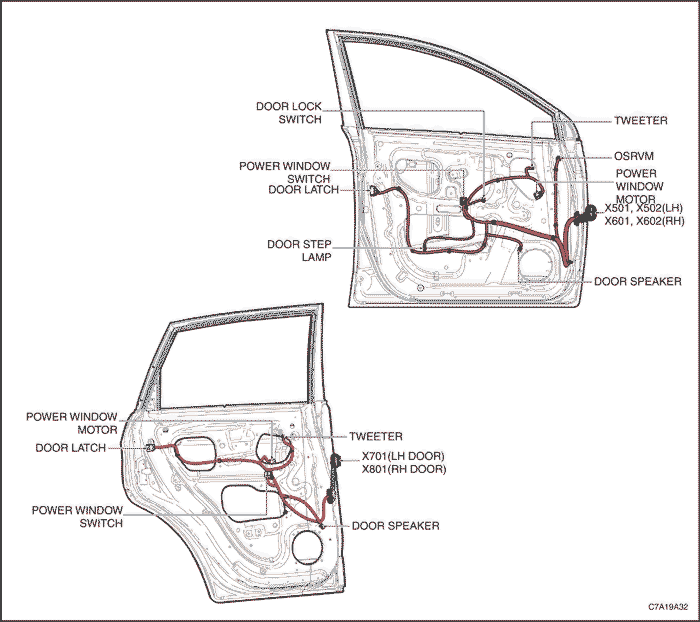 DOOR LOCK
SWITCH
TWEETER
OSRVM
POWER WINDOW
SWITCH
POWER
WINDOW
MOTOR
DOOR LATCH
X501, X502(LH)
X601, X602(RH)
DOOR STEP
LAMP
DOOR SPEAKER
POWER WINDOW
MOTOR
TWEETER
DOOR LATCH
X701(LH DOOR)
X801(RH DOOR)
POWER WINDOW
SWITCH
DOOR SPEAKER
C7A19A32